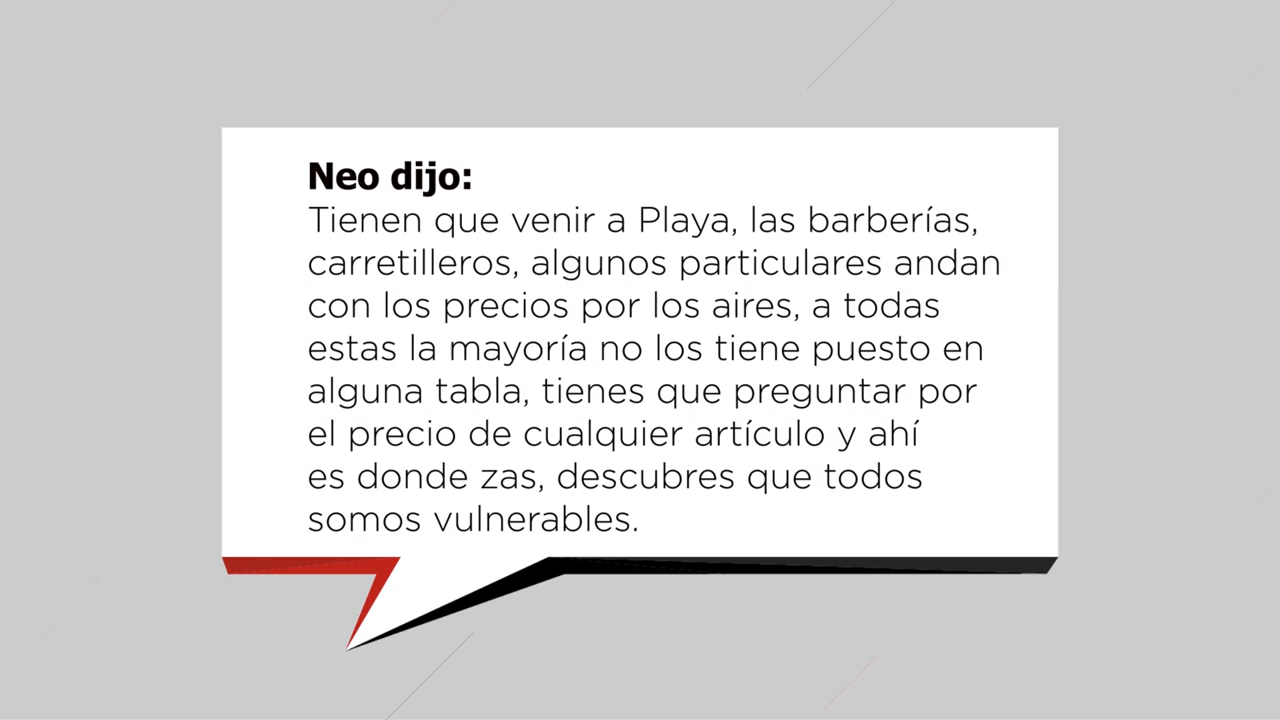 Neo dijo:
Tienen que venir a Playa, las barberías,
carretilleros, algunos particulares andan
con los precios por los aires, a todas
estas la mayoría no los tiene puesto en
alguna tabla, tienes que preguntar por
el precio de cualquier artículo y ahí
es donde zas, descubres que todos
somos vulnerables.